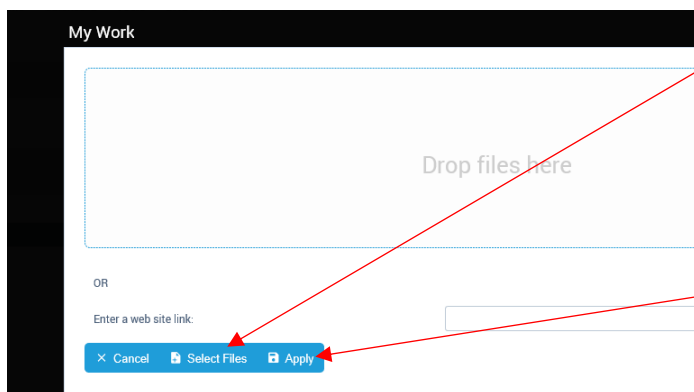 My Work
Drop files here
OR
Enter a web site link:
Cancel Select Files Apply